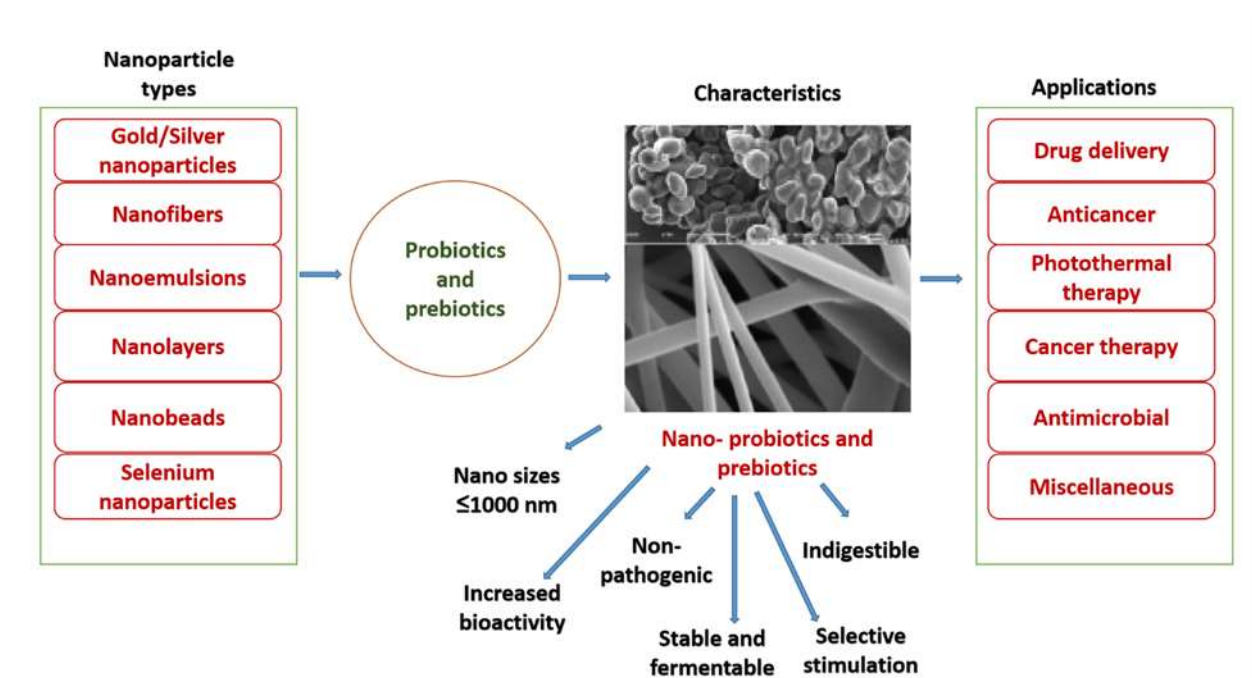 Nanoparticle
types
Gold/Silver
nanoparticles
Nanofibers
Nanoemulsions
Nanolayers
Nanobeads
Selenium
nanoparticles
Probiotics
and
prebiotics
Characteristics
Nano- probiotics and
prebiotics
Nano sizes
≤1000 nm
Increased
bioactivity
Non-
pathogenic
Stable and
fermentable
Selective
stimulation
Indigestible
Applications
Drug delivery
Anticancer
Photothermal
therapy
Cancer therapy
Antimicrobial
Miscellaneous